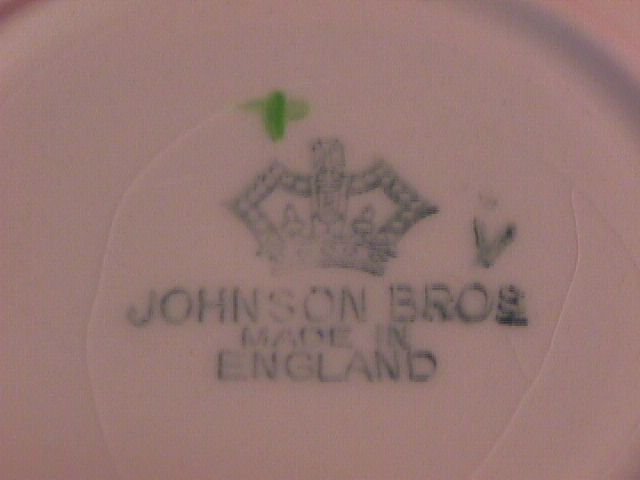 V
JOHNSON BROS
MADE IN
ENGLAND